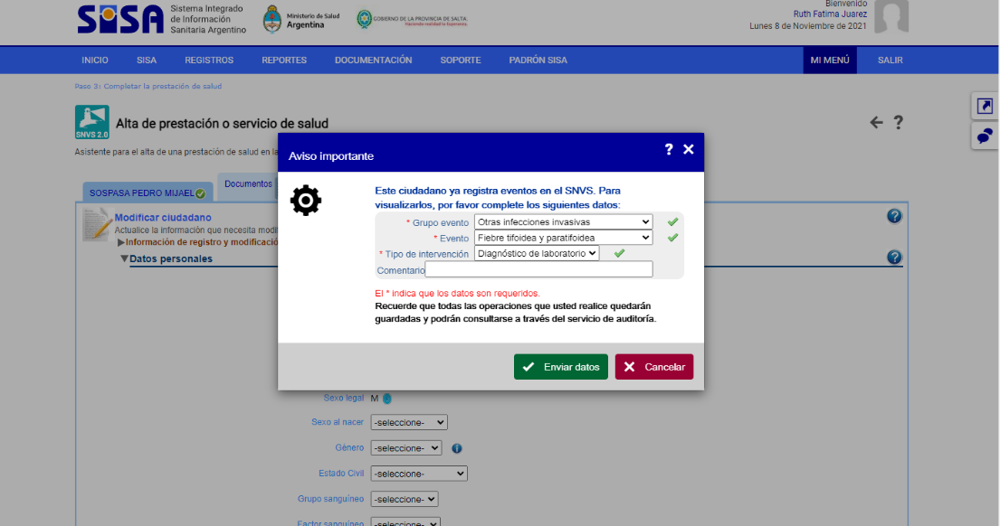 SISA
Sistema Integrado
de Información
Sanitaria Argentino
Ministerio de Salud
Argentina
GOBIERNO DE LA PROVINCIA DE SALTA.
Haciendo realidad la Esperanza.
Bienvenido
Ruth Fatima Juarez
Lunes 8 de Noviembre de 2021
INICIO SISA REGISTROS REPORTES DOCUMENTACIÓN SOPORTE PADRÓN SISA MI MENÚ SALIR
Paso 3: Completar la prestación de salud
SNVS 2.0
Alta de prestación o servicio de salud
?
Asistente para el alta de una prestación de salud en la
SOSPASA PEDRO MIJAEL
Documentos
Modificar ciudadano
Actualice la información que necesita modi
Información de registro y modificació
Datos personales
Aviso importante
? X
Este ciudadano ya registra eventos en el SNVS. Para
visualizarlos, por favor complete los siguientes datos:
* Grupo evento Otras infecciones invasivas
* Evento Fiebre tifoidea y paratifoidea
* Tipo de intervención Diagnóstico de laboratorio
Comentario
El * indica que los datos son requeridos.
Recuerde que todas las operaciones que usted realice quedarán
guardadas y podrán consultarse a través del servicio de auditoría.
Enviar datos Cancelar
Sexo legal M
Sexo al nacer -seleccione-
Género -seleccione-
Estado Civil -seleccione-
Grupo sanguíneo -seleccione-
Factor sanguíneo -seleccione-